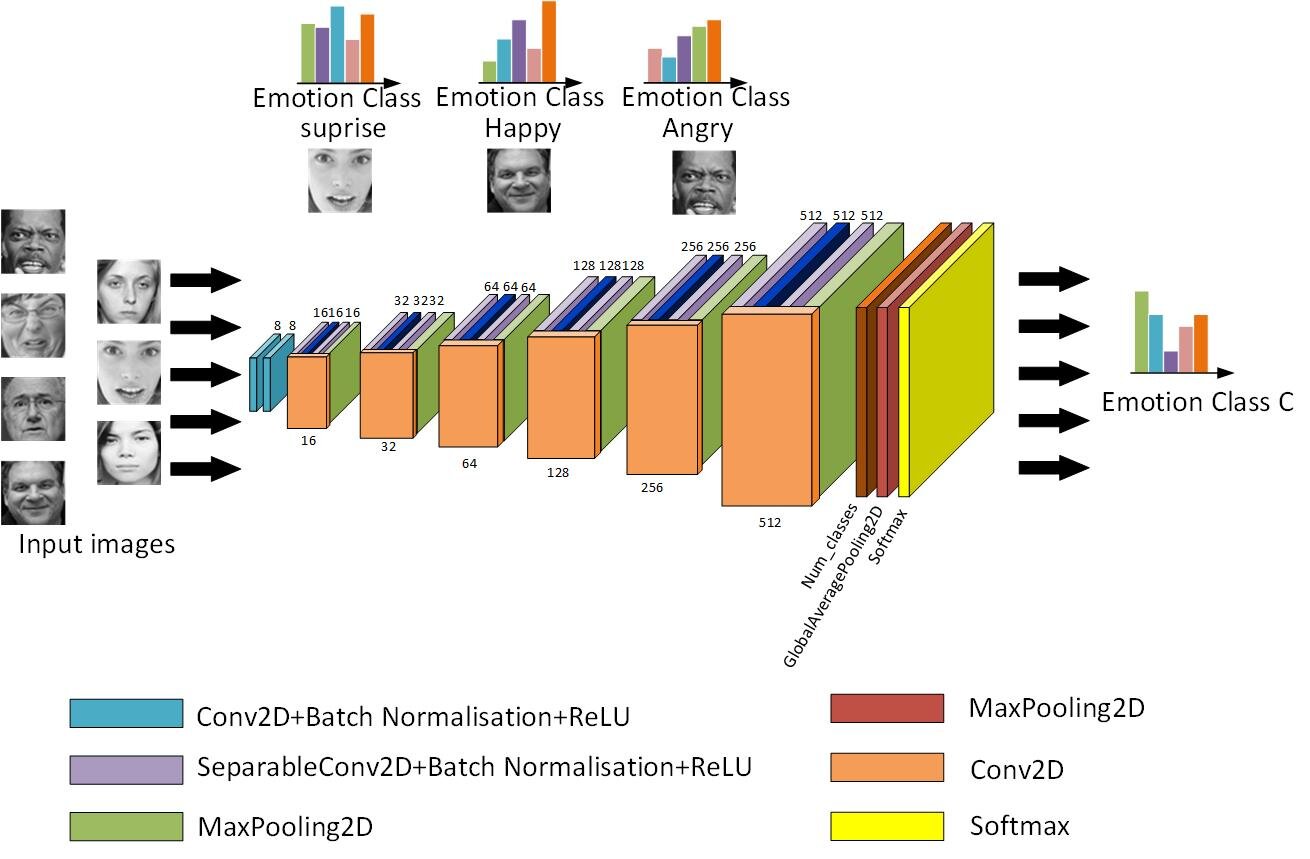 Emotion Class
suprise
Emotion Class
Happy
Emotion Class
Angry
Input images
8 8
16 16 16
32 32 32
64 64 64
128 128 128
256 256 256
512 512 512
16
32
64
128
256
512
Num_classes
GlobalAveragePooling2D
Softmax
Emotion Class C
Conv2D+Batch Normalisation+ReLU
SeparableConv2D+Batch Normalisation+ReLU
MaxPooling2D
MaxPooling2D
Conv2D
Softmax